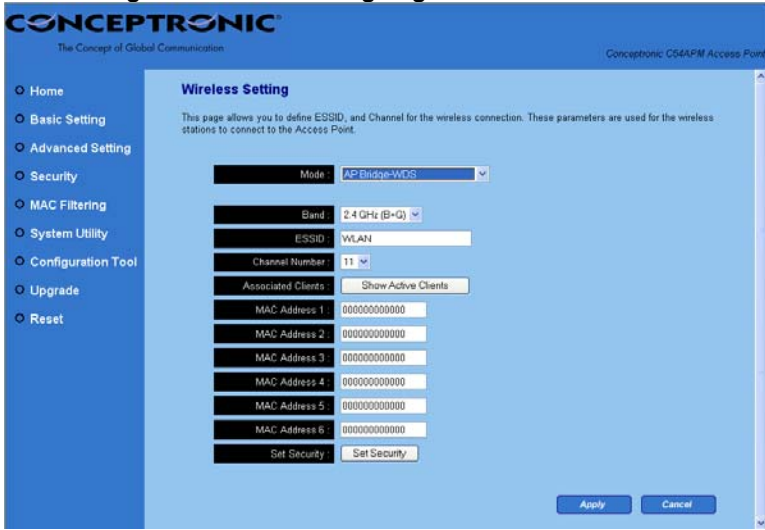 CONCEPTRONIC
The Concept of Global Communication
Conceptronic C54APM Access Point
Home
Basic Setting
Advanced Setting
Security
MAC Filtering
System Utility
Configuration Tool
Upgrade
Reset
Wireless Setting
This page allows you to define ESSID, and Channel for the wireless connection. These parameters are used for the wireless
stations to connect to the Access Point.
Mode : AP Bridge-WDS
Band : 2.4 GHz (B+G)
ESSID : WLAN
Channel Number : 11
Associated Clients : Show Active Clients
MAC Address 1 : 000000000000
MAC Address 2 : 000000000000
MAC Address 3 : 000000000000
MAC Address 4 : 000000000000
MAC Address 5 : 000000000000
MAC Address 6 : 000000000000
Set Security : Set Security
Apply Cancel